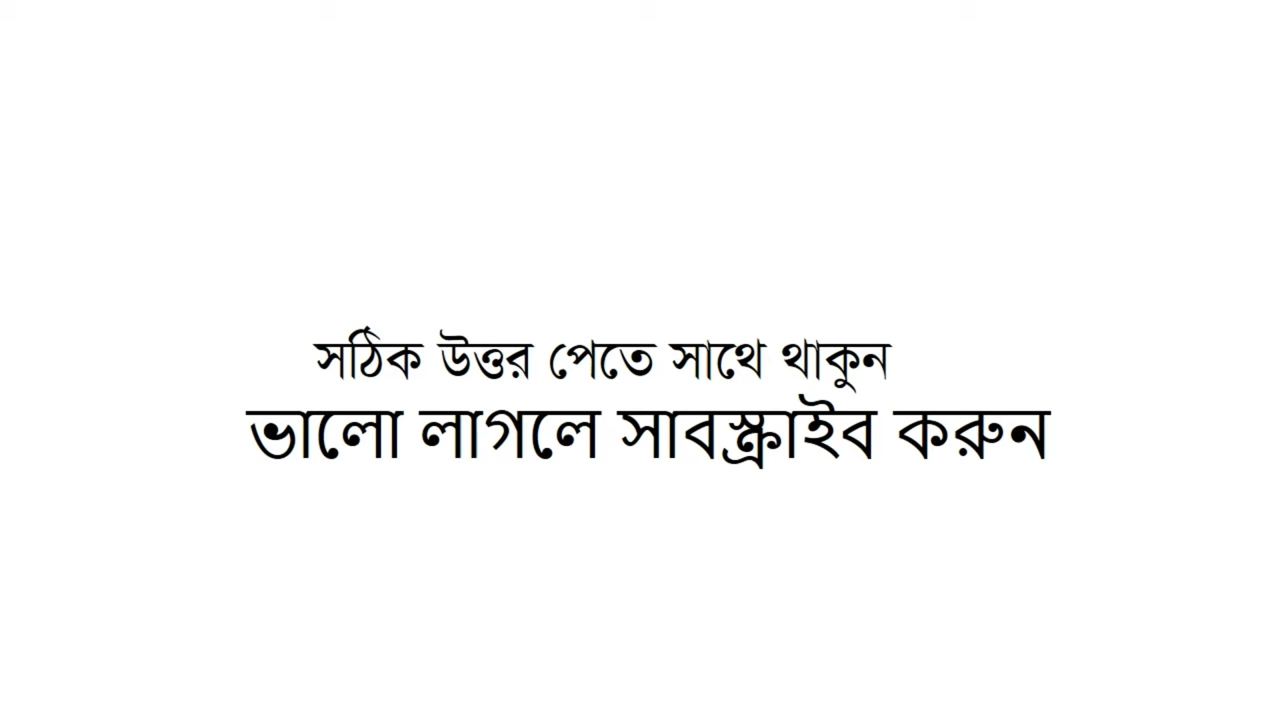 সঠিক উত্তর পেতে সাথে থাকুন
ভালো লাগলে সাবস্ক্রাইব করুন